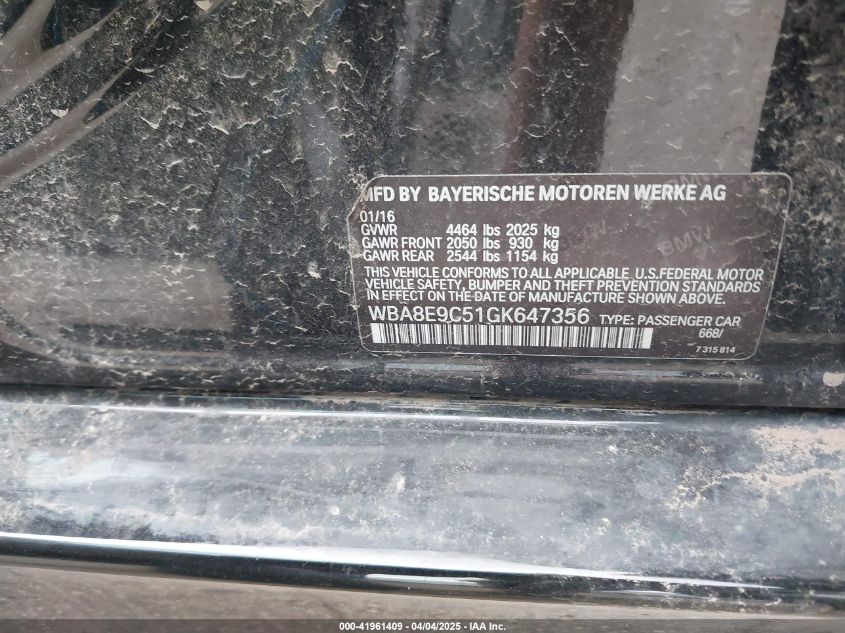 MFD BY BAYERISCHE MOTOREN WERKE AG
01/16
GVWR 4464 lbs 2025 kg
GAWR FRONT 2050 lbs 930 kg
GAWR REAR 2544 lbs 1154 kg
THIS VEHICLE CONFORMS TO ALL APPLICABLE U.S.FEDERAL MOTOR
VEHICLE SAFETY, BUMPER AND THEFT PREVENTION STANDARDS
IN EFFECT ON THE DATE OF MANUFACTURE SHOWN ABOVE.
WBA8E9C51GK647356 TYPE: PASSENGER CAR
668/
7 315 814
000-41961409 - 04/04/2025 - IAA Inc.